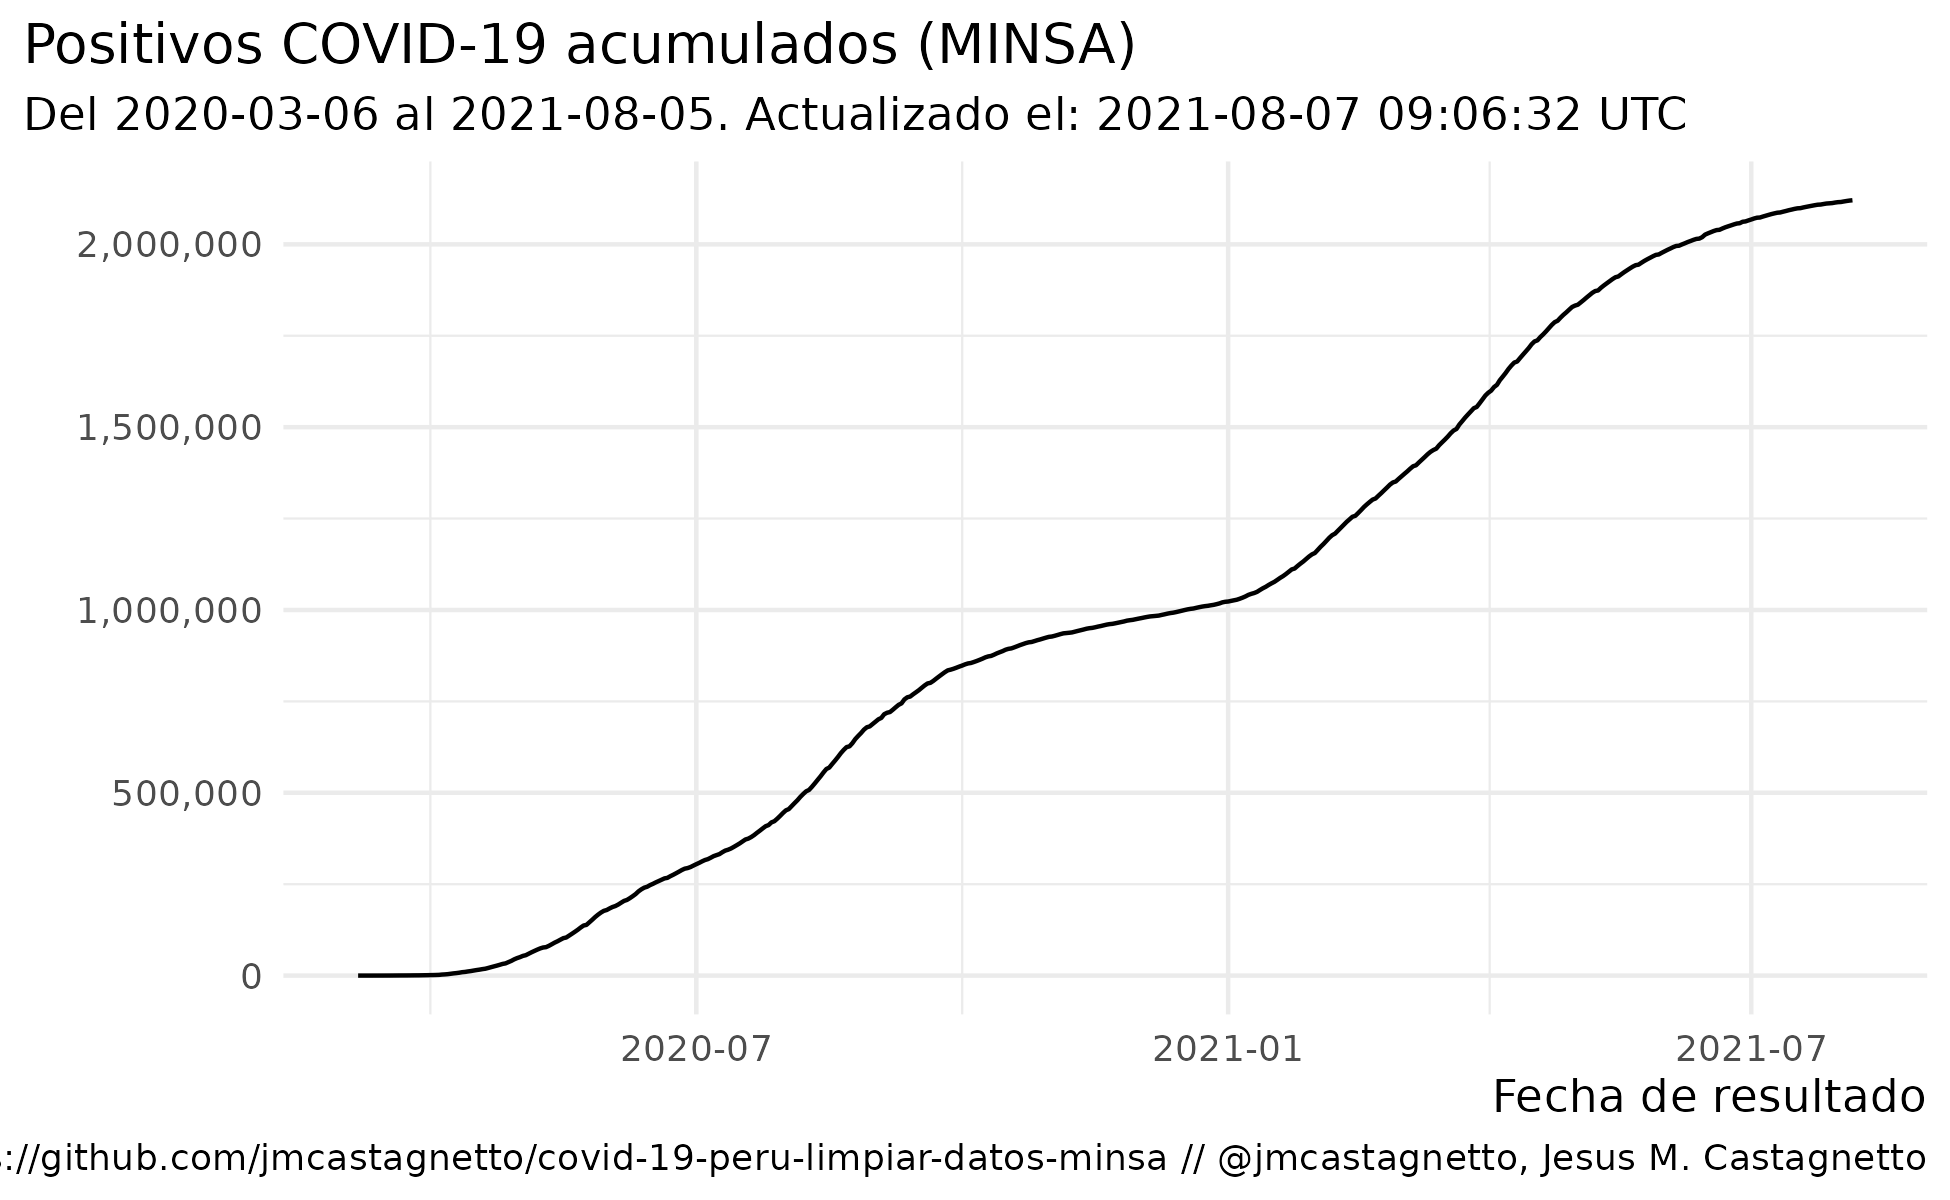 Positivos COVID-19 acumulados (MINSA)
Del 2020-03-06 al 2021-08-05. Actualizado el: 2021-08-07 09:06:32 UTC
2,000,000
1,500,000
1,000,000
500,000
0
2020-07 2021-01 2021-07
Fecha de resultado
://github.com/jmcastagnetto/covid-19-peru-limpiar-datos-minsa // @jmcastagnetto, Jesus M. Castagnetto